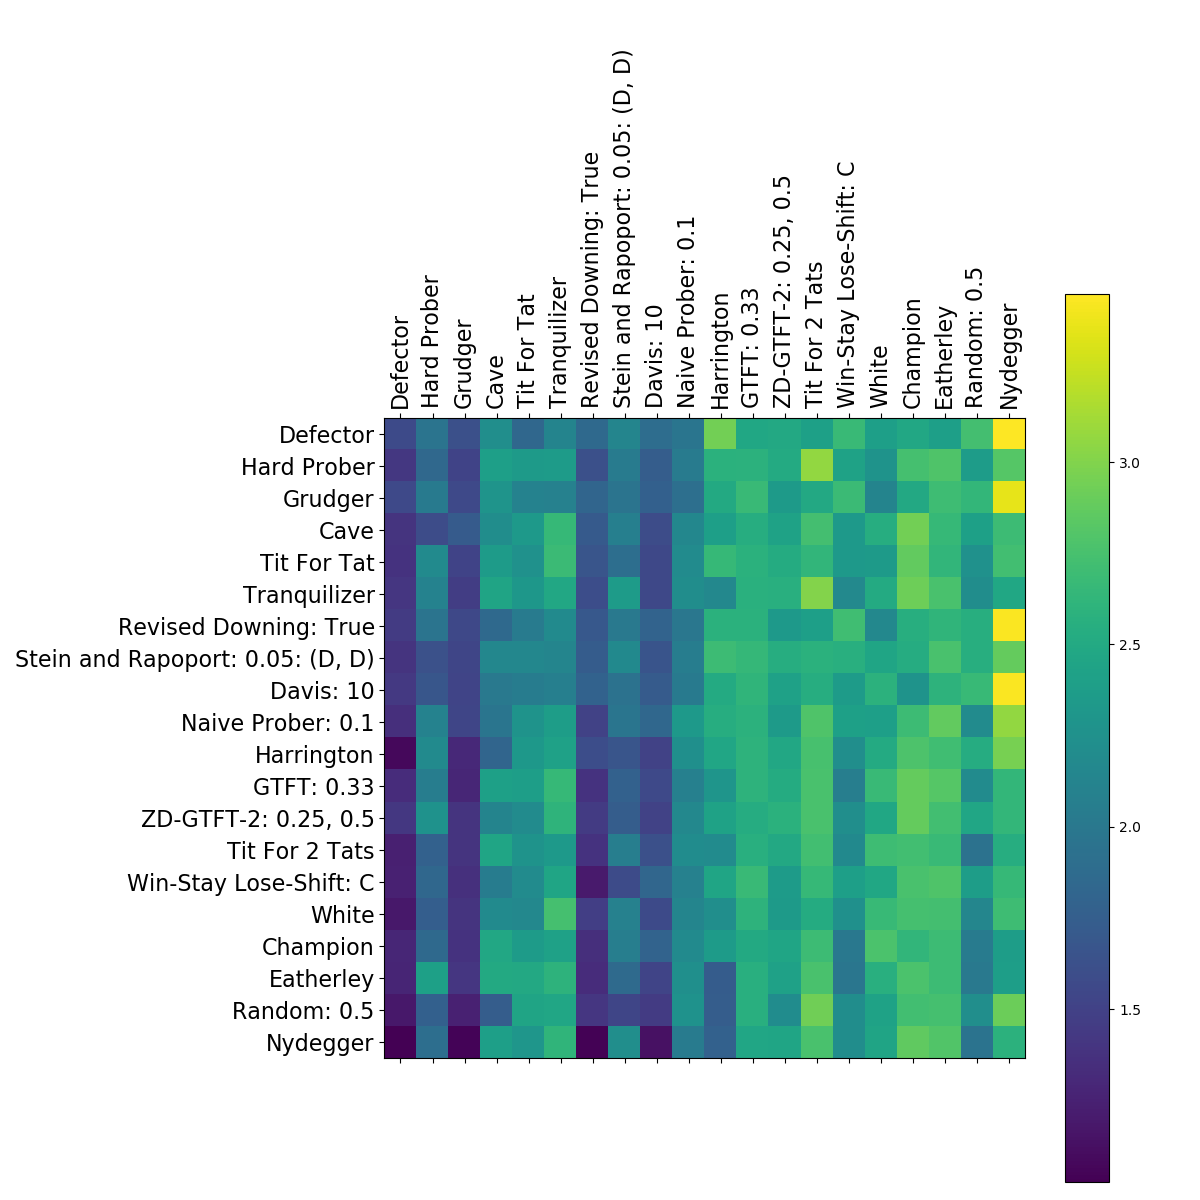 Defector
Hard Prober
Grudger
Cave
Tit For Tat
Tranquilizer
Revised Downing: True
Stein and Rapoport: 0.05: (D, D)
Davis: 10
Naive Prober: 0.1
Harrington
GTFT: 0.33
ZD-GTFT-2: 0.25, 0.5
Tit For 2 Tats
Win-Stay Lose-Shift: C
White
Champion
Eatherley
Random: 0.5
Nydegger
Defector
Hard Prober
Grudger
Cave
Tit For Tat
Tranquilizer
Revised Downing: True
Stein and Rapoport: 0.05: (D, D)
Davis: 10
Naive Prober: 0.1
Harrington
GTFT: 0.33
ZD-GTFT-2: 0.25, 0.5
Tit For 2 Tats
Win-Stay Lose-Shift: C
White
Champion
Eatherley
Random: 0.5
Nydegger
3.0
2.5
2.0
1.5